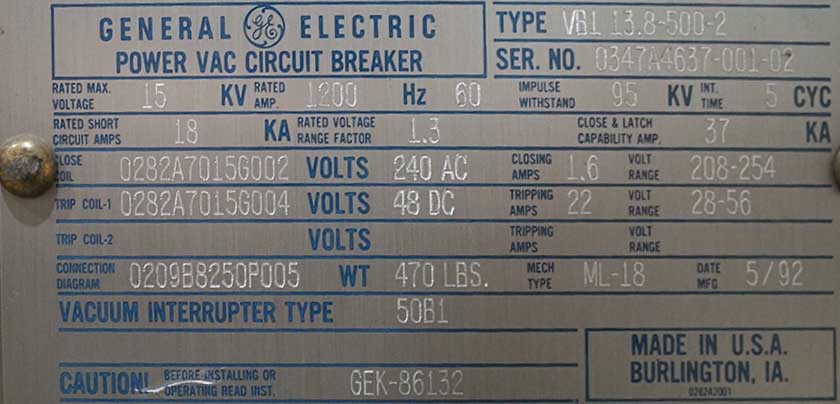 GENERAL GE ELECTRIC
POWER VAC CIRCUIT BREAKER
TYPE VB1 13.8-500-2
SER. NO. 0347A4637-001-02
RATED MAX. VOLTAGE 15 KV RATED AMP. 1200 Hz 60 IMPULSE WITHSTAND 95 KV INT. TIME 5 CYC
RATED SHORT CIRCUIT AMPS 18 KA RATED VOLTAGE RANGE FACTOR 1.3 CLOSE & LATCH CAPABILITY AMP. 37 KA
CLOSE COIL 0282A7015G002 VOLTS 240 AC CLOSING AMPS 1.6 VOLT RANGE 208-254
TRIP COIL-1 0282A7015G004 VOLTS 48 DC TRIPPING AMPS 22 VOLT RANGE 28-56
TRIP COIL-2 VOLTS TRIPPING AMPS VOLT RANGE
CONNECTION DIAGRAM 0209B8250P005 WT 470 LBS. MECH TYPE ML-18 DATE MFG. 5/92
VACUUM INTERRUPTER TYPE 50B1
CAUTION! BEFORE INSTALLING OR OPERATING READ INST. GEK-86132
MADE IN U.S.A.
BURLINGTON, IA.
0282A2001